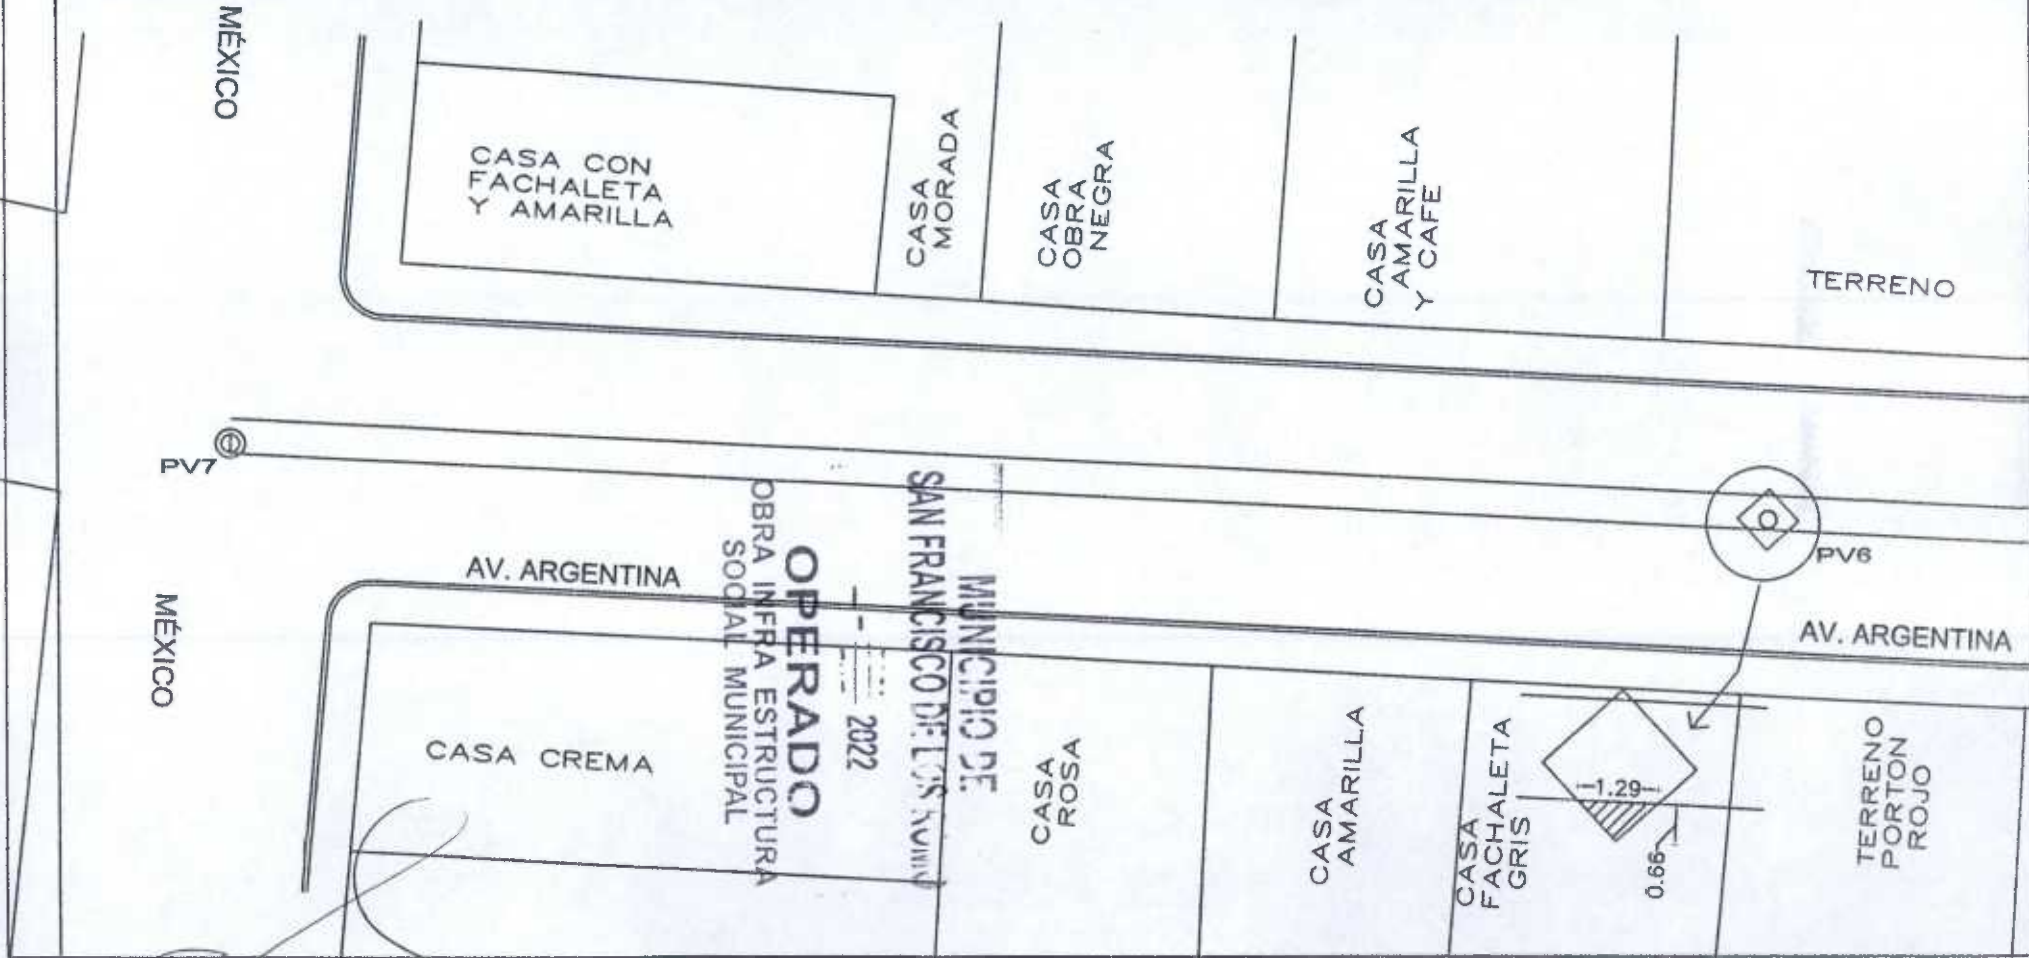 MÉXICO
CASA CON
FACHALETA
Y AMARILLA
CASA
MORADA
CASA
OBRA
NEGRA
CASA
AMARILLA
Y CAFE
TERRENO
PV7
PV6
AV. ARGENTINA
AV. ARGENTINA
MÉXICO
MUNICIPIO DE
SAN FRANCISCO DE LOS
2022
OPERADO
OBRA INFRA ESTRUCTURA
SOCIAL MUNICIPAL
CASA CREMA
CASA
ROSA
CASA
AMARILLA
CASA
FACHALETA
GRIS
1.29
0.66
TERRENO
PORTON
ROJO